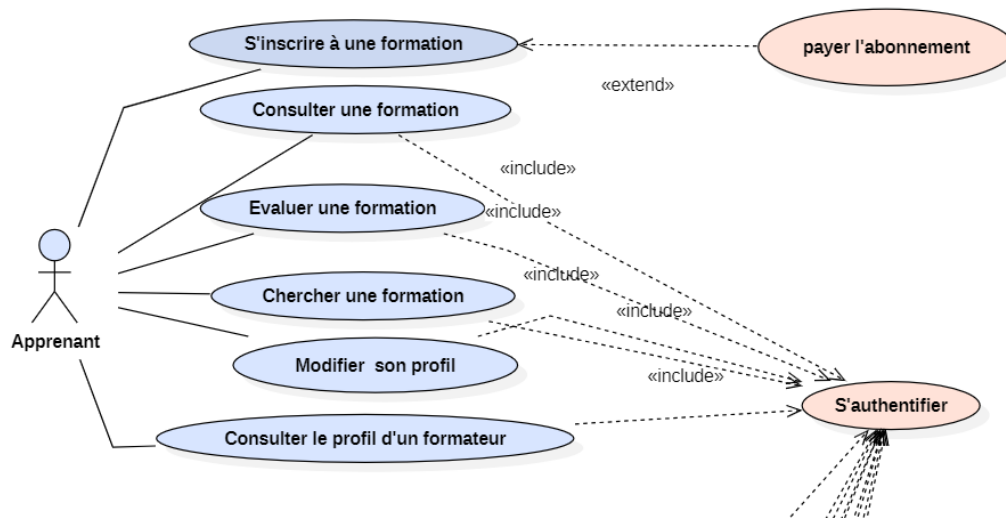 S'inscrire à une formation
payer l'abonnement
«extend»
Consulter une formation
«include»
Evaluer une formation
«include»
«include»
Chercher une formation
«include»
Apprenant
Modifier son profil
«include»
S'authentifier
Consulter le profil d'un formateur